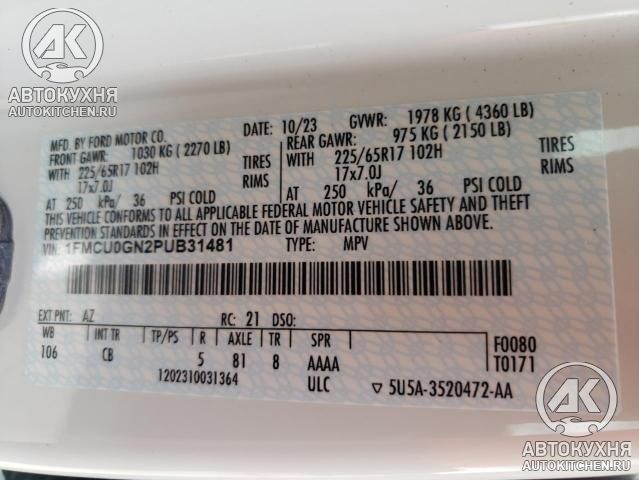 АВТОКУХНЯ
AUTOKITCHEN.RU
MFD. BY FORD MOTOR CO.
DATE: 10/23 GVWR: 1978 KG ( 4360 LB)
FRONT GAWR: 1030 KG ( 2270 LB) REAR GAWR: 975 KG ( 2150 LB)
WITH 225/65R17 102H TIRES WITH 225/65R17 102H TIRES
17x7.0J RIMS 17x7.0J RIMS
AT 250 kPa/ 36 PSI COLD AT 250 kPa/ 36 PSI COLD
THIS VEHICLE CONFORMS TO ALL APPLICABLE FEDERAL MOTOR VEHICLE SAFETY AND THEFT
PREVENTION STANDARDS IN EFFECT ON THE DATE OF MANUFACTURE SHOWN ABOVE.
VIN: 1FMCU0GN2PUB31481 TYPE: MPV
EXT PNT: AZ RC: 21 DSO:
WB INT TR TP/PS R AXLE TR SPR F0080
106 CB 5 81 8 AAAA T0171
1202310031364 ULC ▽ 5U5A-3520472-AA
АК
АВТОКУХНЯ
AUTOKITCHEN.RU